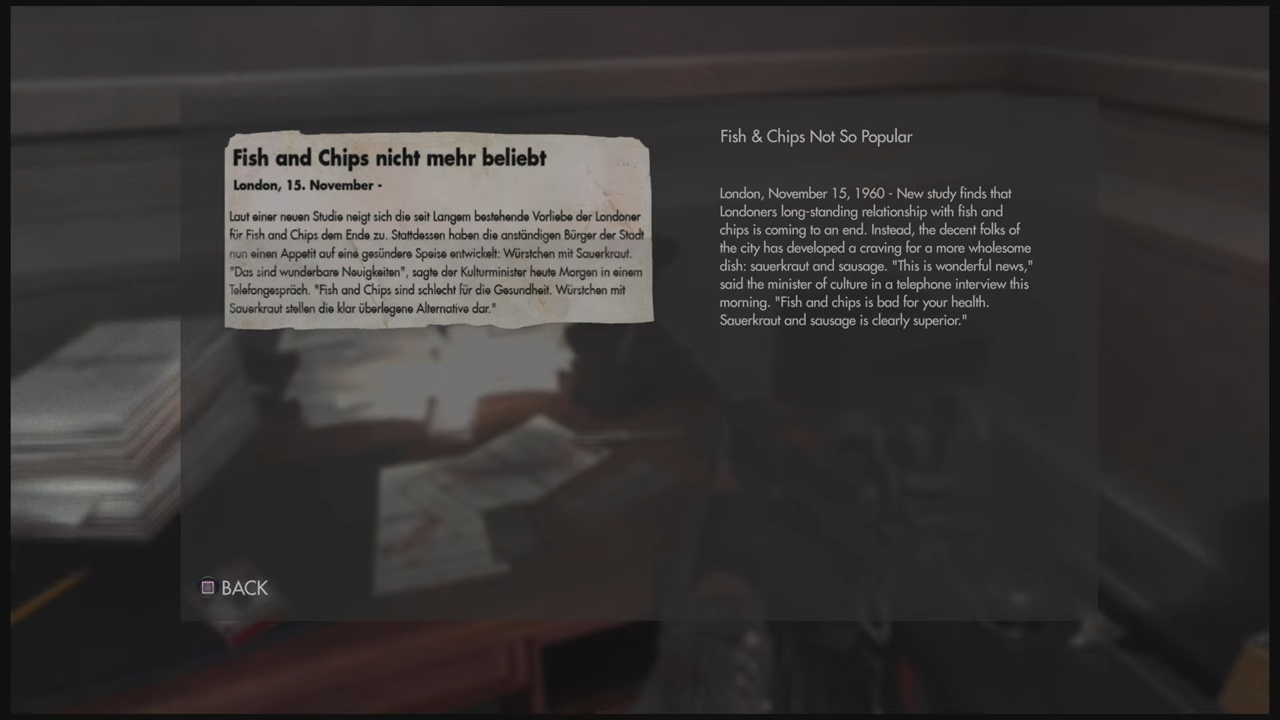 Fish and Chips nicht mehr beliebt
London, 15. November -
Laut einer neuen Studie neigt sich die seit Langem bestehende Vorliebe der Londoner
für Fish and Chips dem Ende zu. Stattdessen haben die anständigen Bürger der Stadt
nun einen Appetit auf eine gesündere Speise entwickelt: Würstchen mit Sauerkraut.
"Das sind wunderbare Neuigkeiten", sagte der Kulturminister heute Morgen in einem
Telefongespräch. "Fish and Chips sind schlecht für die Gesundheit. Würstchen mit
Sauerkraut stellen die klar überlegene Alternative dar."
Fish & Chips Not So Popular
London, November 15, 1960 - New study finds that
Londoners long-standing relationship with fish and
chips is coming to an end. Instead, the decent folks of
the city has developed a craving for a more wholesome
dish: sauerkraut and sausage. "This is wonderful news,"
said the minister of culture in a telephone interview this
morning. "Fish and chips is bad for your health.
Sauerkraut and sausage is clearly superior."
BACK